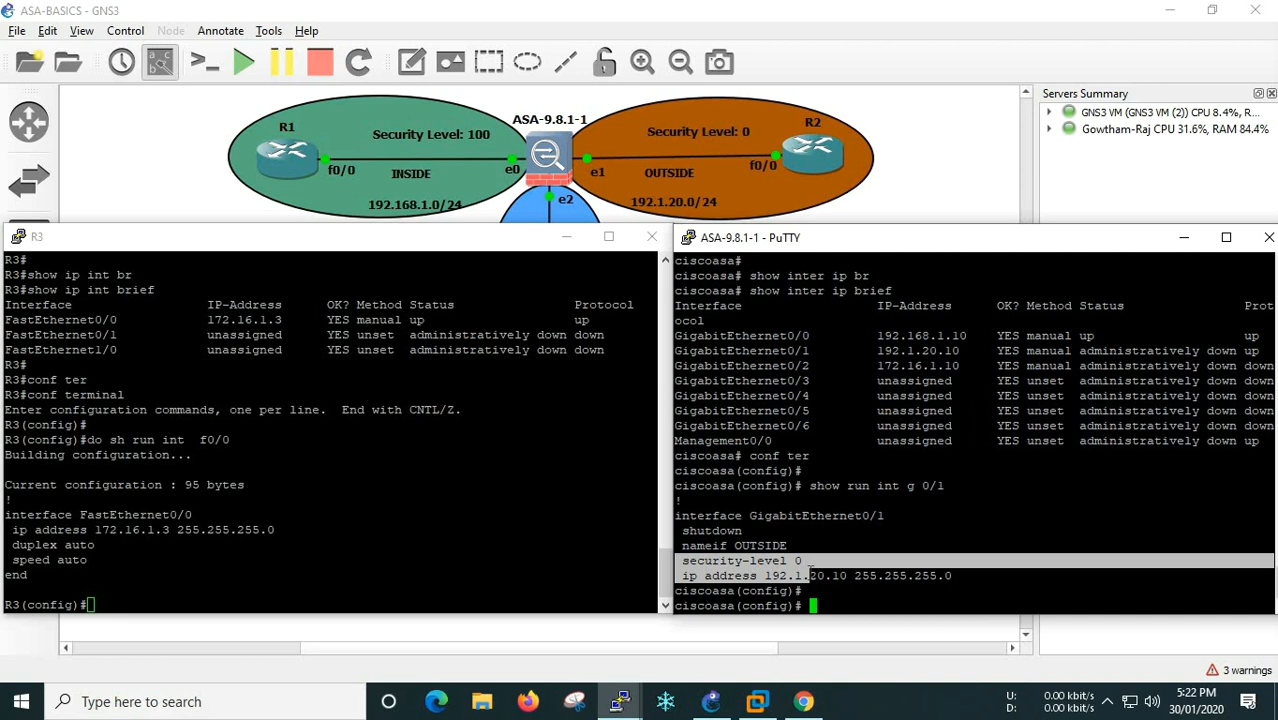 ASA-BASICS - GNS3
File Edit View Control Node Annotate Tools Help
Servers Summary
GNS3 VM (GNS3 VM (2)) CPU 8.4%, R
Gowtham-Raj CPU 31.6%, RAM 84.4%
ASA-9.8.1-1
R1
R2
Security Level: 100
Security Level: 0
f0/0
INSIDE
e0
e1
OUTSIDE
f0/0
192.168.1.0/24
e2
192.1.20.0/24
R3
R3#
R3#show ip int br
R3#show ip int brief
Interface IP-Address OK? Method Status Protocol
FastEthernet0/0 172.16.1.3 YES manual up up
FastEthernet0/1 unassigned YES unset administratively down down
FastEthernet1/0 unassigned YES unset administratively down down
R3#
R3#conf ter
R3#conf terminal
Enter configuration commands, one per line. End with CNTL/Z.
R3(config)#
R3(config)#do sh run int f0/0
Building configuration...
Current configuration : 95 bytes
!
interface FastEthernet0/0
ip address 172.16.1.3 255.255.255.0
duplex auto
speed auto
end
R3(config)#
ASA-9.8.1-1 - PuTTY
ciscoasa#
ciscoasa# show inter ip br
ciscoasa# show inter ip brief
Interface IP-Address OK? Method Status Prot
ocol
GigabitEthernet0/0 192.168.1.10 YES manual up up
GigabitEthernet0/1 192.1.20.10 YES manual administratively down up
GigabitEthernet0/2 172.16.1.10 YES manual administratively down down
GigabitEthernet0/3 unassigned YES unset administratively down down
GigabitEthernet0/4 unassigned YES unset administratively down down
GigabitEthernet0/5 unassigned YES unset administratively down down
GigabitEthernet0/6 unassigned YES unset administratively down down
Management0/0 unassigned YES unset administratively down up
ciscoasa# conf ter
ciscoasa(config)#
ciscoasa(config)# show run int g 0/1
!
interface GigabitEthernet0/1
shutdown
nameif OUTSIDE
security-level 0
ip address 192.1.20.10 255.255.255.0
ciscoasa(config)#
ciscoasa(config)#
3 warnings
Type here to search
U: 0.00 kbit/s
D: 0.00 kbit/s
5:22 PM
30/01/2020